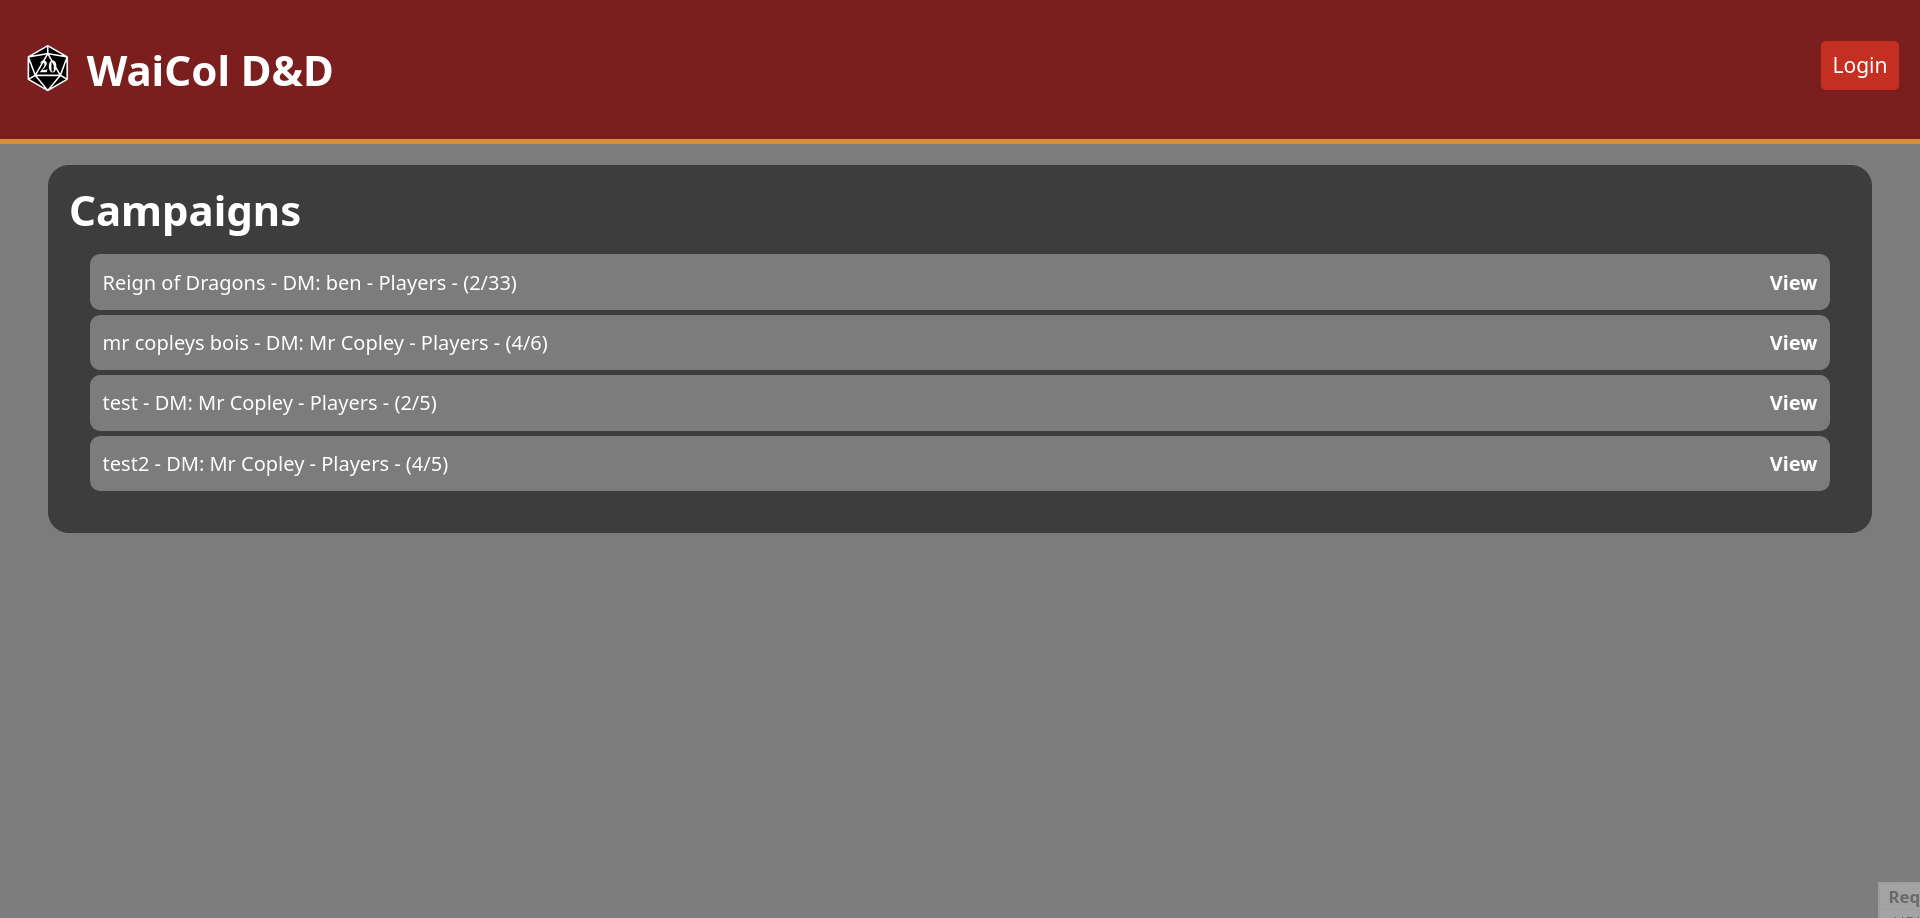 20
WaiCol D&D
Login
Campaigns
Reign of Dragons - DM: ben - Players - (2/33) View
mr copleys bois - DM: Mr Copley - Players - (4/6) View
test - DM: Mr Copley - Players - (2/5) View
test2 - DM: Mr Copley - Players - (4/5) View
Req